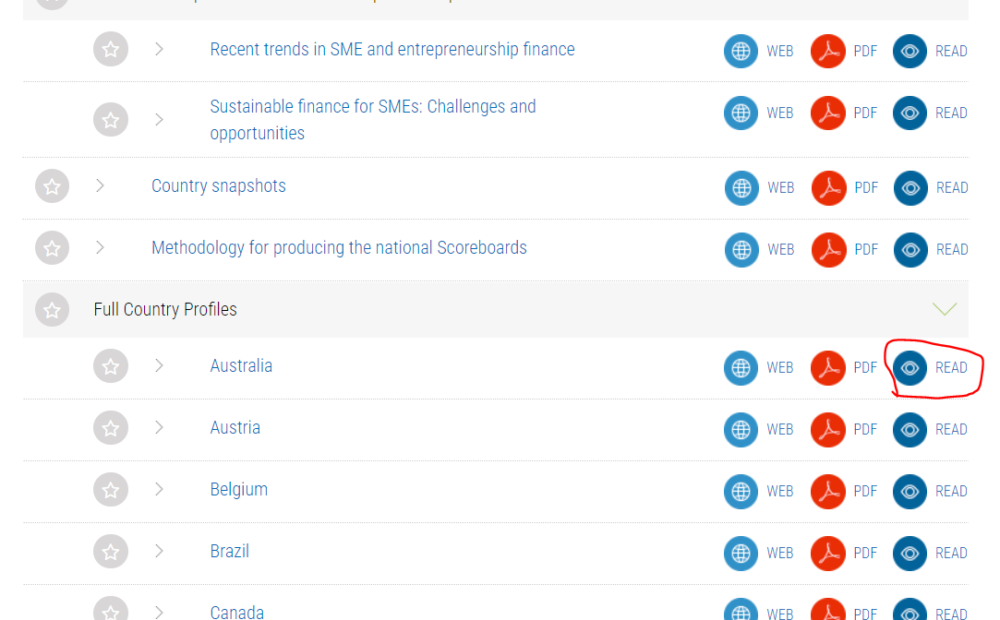 Recent trends in SME and entrepreneurship finance WEB PDF READ
Sustainable finance for SMEs: Challenges and
opportunities WEB PDF READ
Country snapshots WEB PDF READ
Methodology for producing the national Scoreboards WEB PDF READ
Full Country Profiles
Australia WEB PDF READ
Austria WEB PDF READ
Belgium WEB PDF READ
Brazil WEB PDF READ
Canada WEB PDF READ